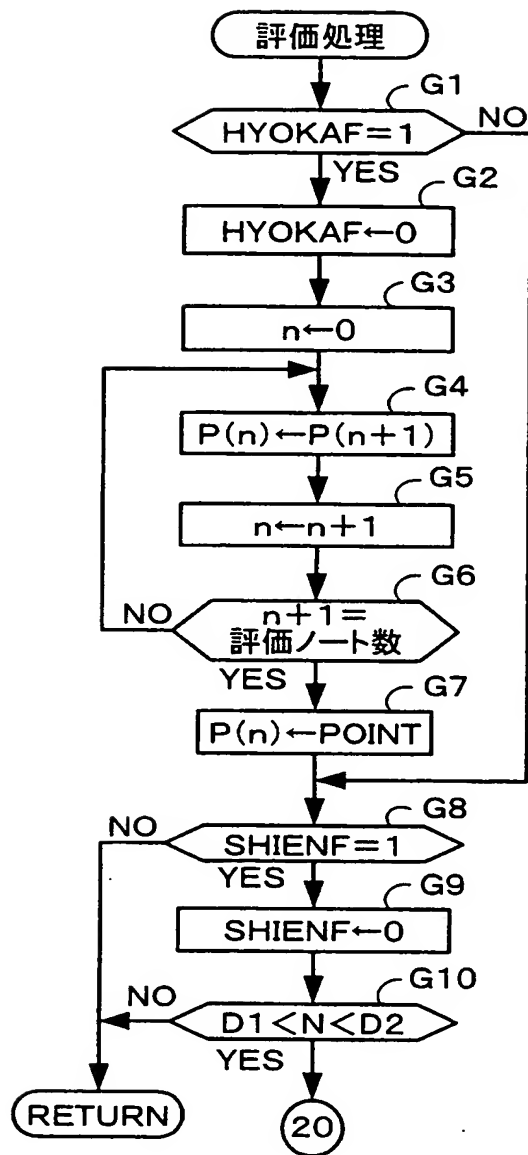 評価処理
G1
HYOKAF=1
NO
YES
G2
HYOKAF←0
G3
n←0
G4
P(n)←P(n+1)
G5
n←n+1
G6
NO
n+1=
評価ノート数
YES
G7
P(n)←POINT
G8
NO
SHIENF=1
YES
G9
SHIENF←0
G10
NO
D1<N<D2
YES
RETURN
20